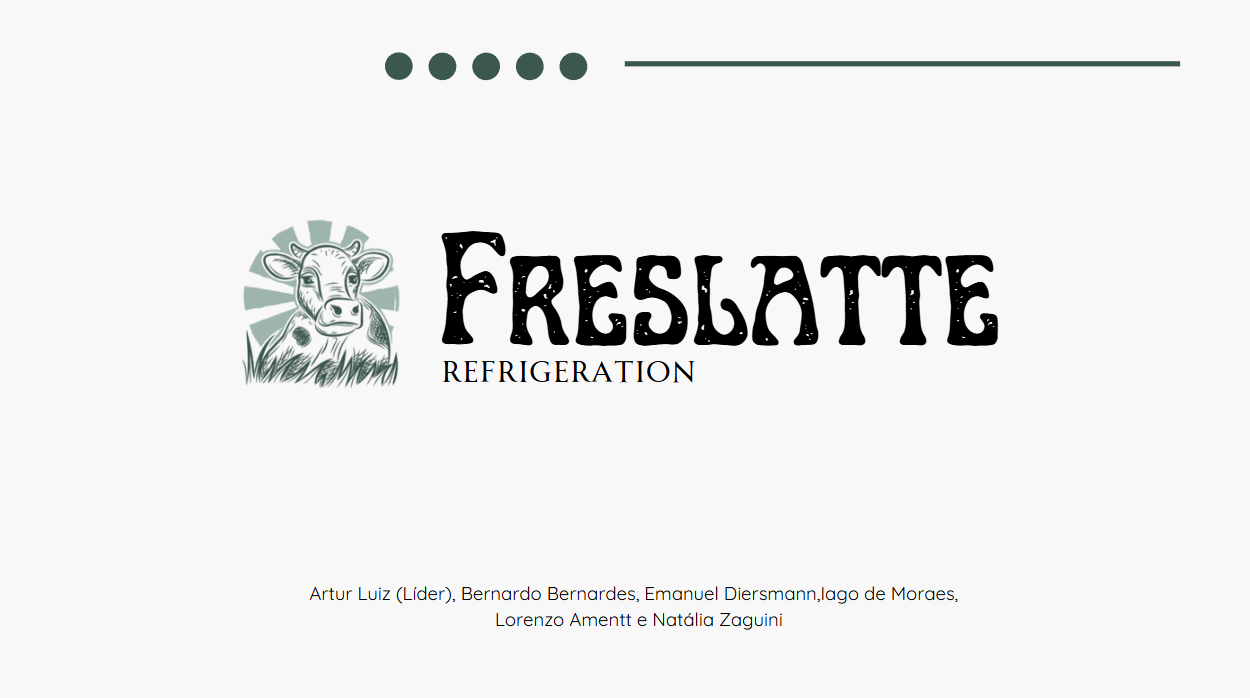 FRESLATTE
REFRIGERATION
Artur Luiz (Líder), Bernardo Bernardes, Emanuel Diersmann,Iago de Moraes,
Lorenzo Amentt e Natália Zaguini